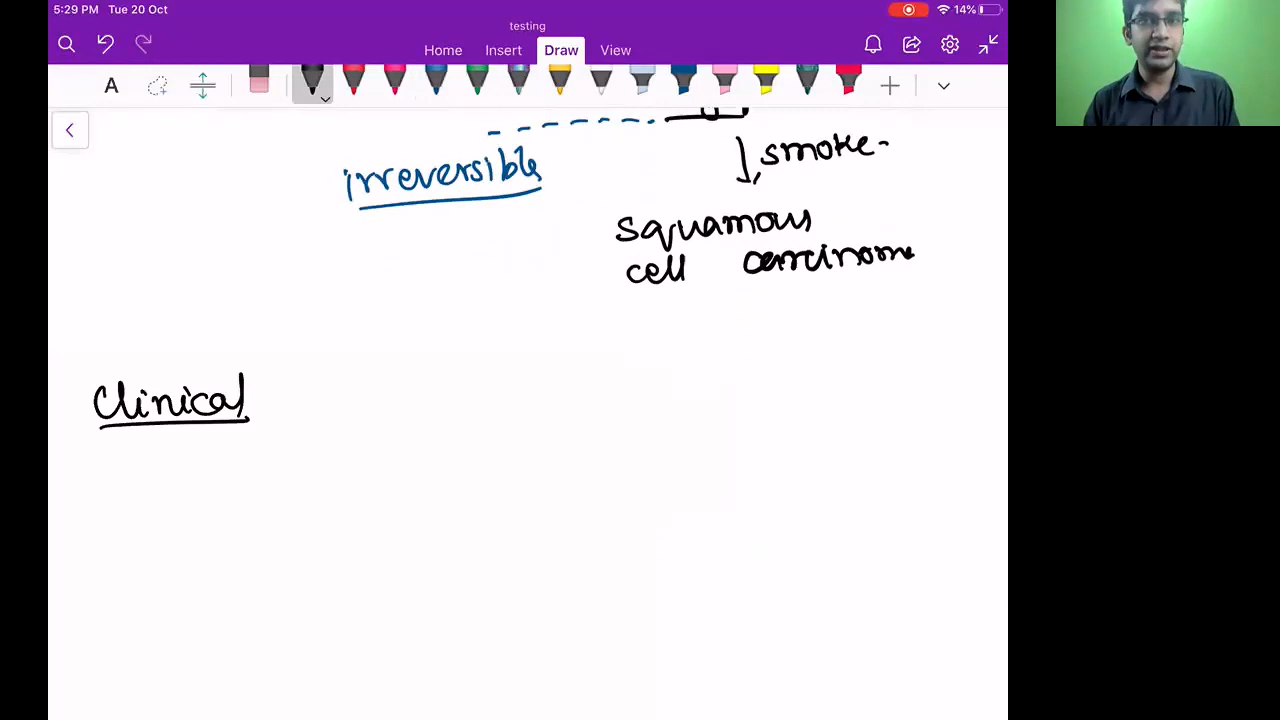 5:29 PM Tue 20 Oct
14%
testing
Home Insert Draw View
A
irreversible
smoke-
squamous
cell carcinoma
Clinical